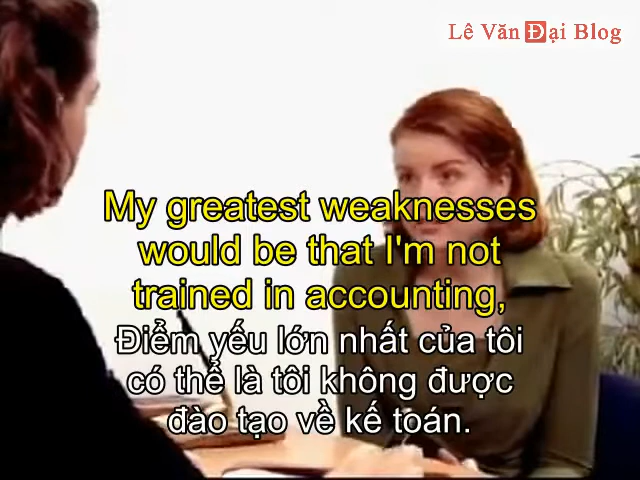 Lê Văn Đại Blog
My greatest weaknesses
would be that I'm not
trained in accounting,
Điểm yếu lớn nhất của tôi
có thể là tôi không được
đào tạo về kế toán.